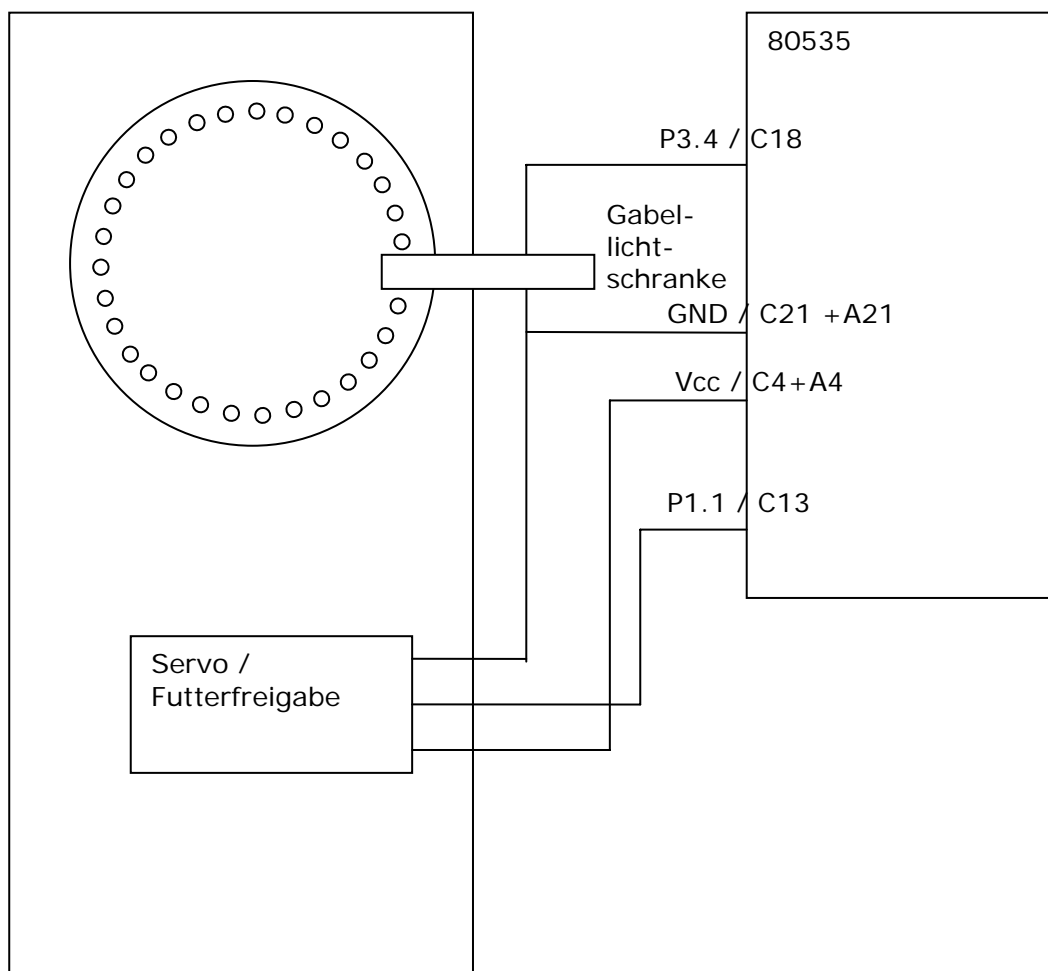 80535
P3.4 / C18
Gabel-
licht-
schranke
GND / C21 +A21
Vcc / C4+A4
P1.1 / C13
Servo /
Futterfreigabe